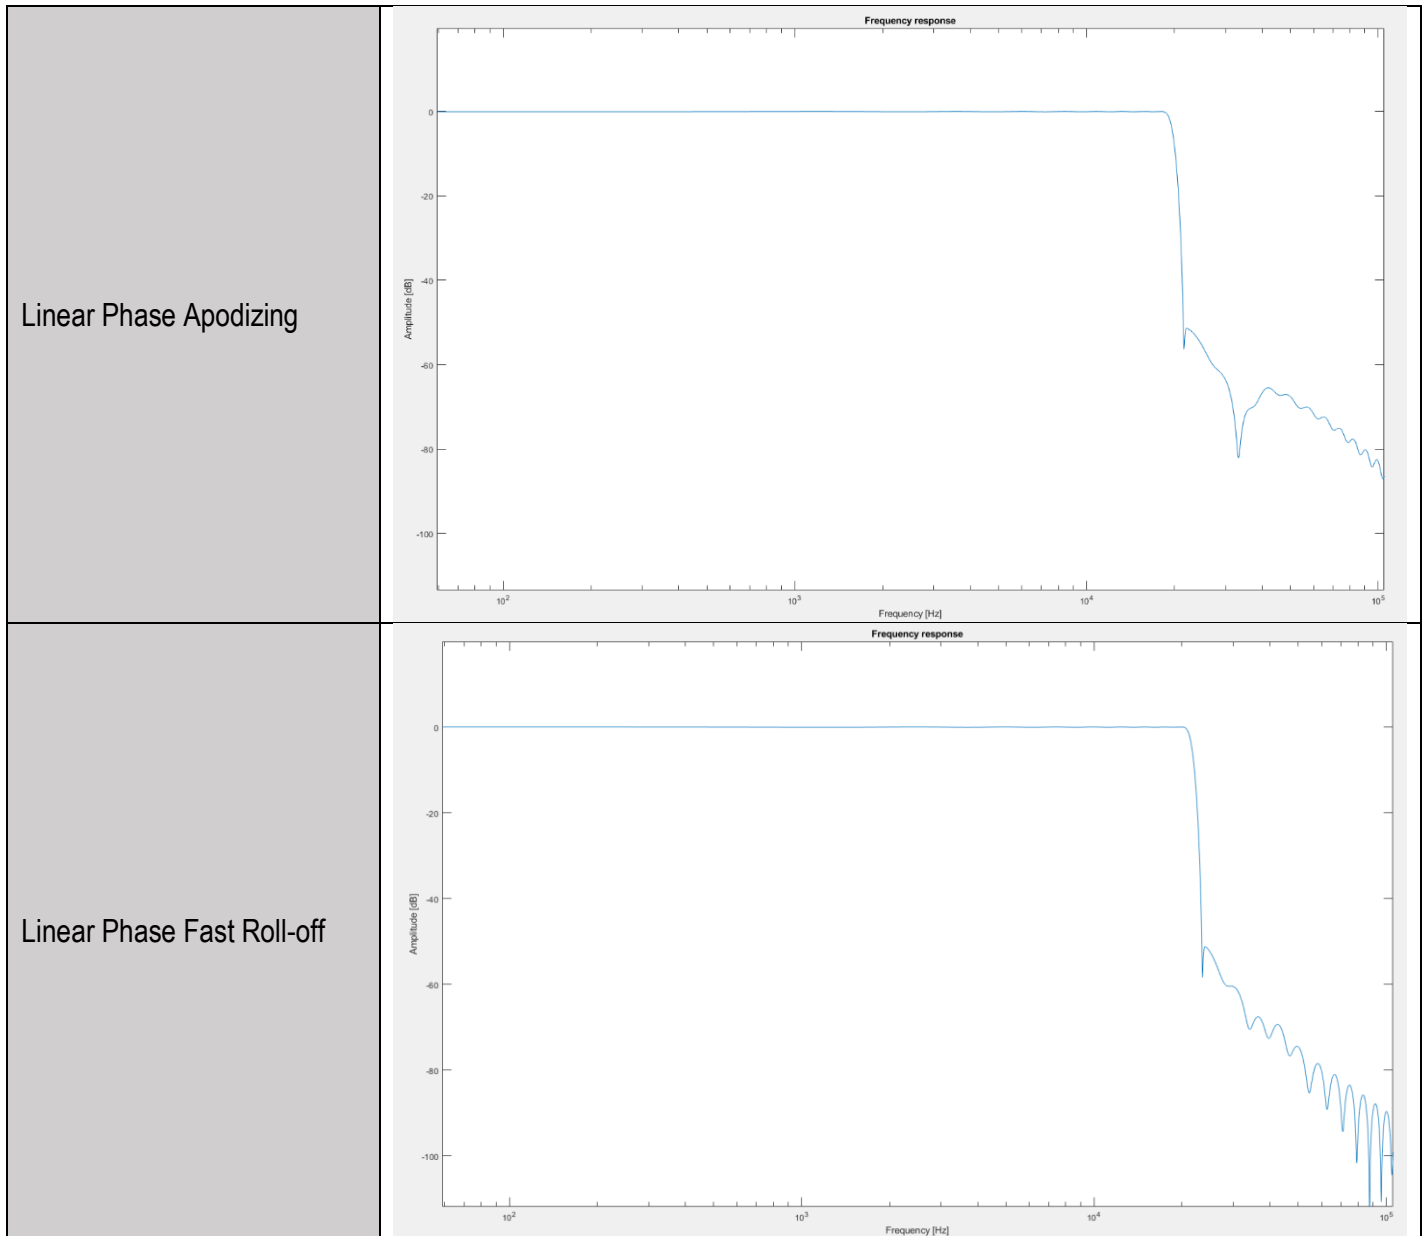 Linear Phase Apodizing
Frequency response
Amplitude [dB]
0
-20
-40
-60
-80
-100
10²
10³
10⁴
10⁵
Frequency [Hz]
Linear Phase Fast Roll-off
Frequency response
Amplitude [dB]
0
-20
-40
-60
-80
-100
10²
10³
10⁴
10⁵
Frequency [Hz]